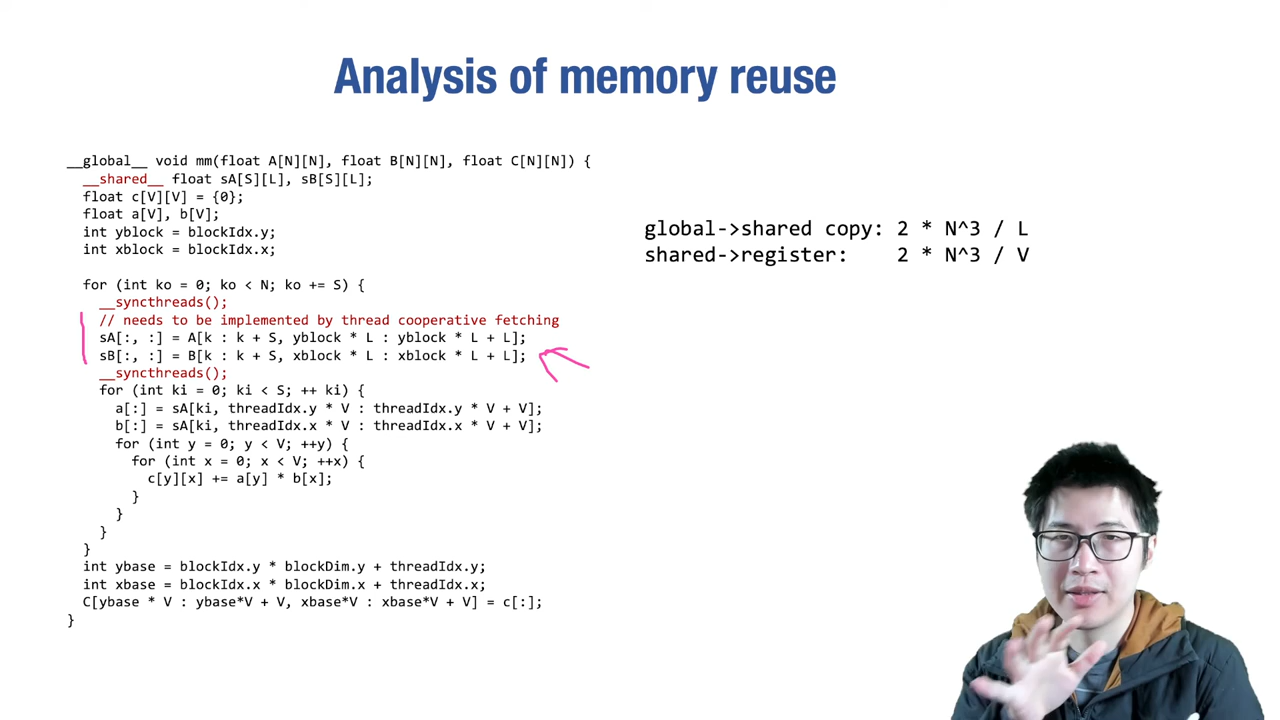 Analysis of memory reuse
__global__ void mm(float A[N][N], float B[N][N], float C[N][N]) {
__shared__ float sA[S][L], sB[S][L];
float c[V][V] = {0};
float a[V], b[V];
int yblock = blockIdx.y;
int xblock = blockIdx.x;
for (int ko = 0; ko < N; ko += S) {
__syncthreads();
// needs to be implemented by thread cooperative fetching
sA[:, :] = A[k : k + S, yblock * L : yblock * L + L];
sB[:, :] = B[k : k + S, xblock * L : xblock * L + L];
__syncthreads();
for (int ki = 0; ki < S; ++ ki) {
a[:] = sA[ki, threadIdx.y * V : threadIdx.y * V + V];
b[:] = sA[ki, threadIdx.x * V : threadIdx.x * V + V];
for (int y = 0; y < V; ++y) {
for (int x = 0; x < V; ++x) {
c[y][x] += a[y] * b[x];
}
}
}
}
int ybase = blockIdx.y * blockDim.y + threadIdx.y;
int xbase = blockIdx.x * blockDim.x + threadIdx.x;
C[ybase * V : ybase*V + V, xbase*V : xbase*V + V] = c[:];
}
global->shared copy: 2 * N^3 / L
shared->register: 2 * N^3 / V